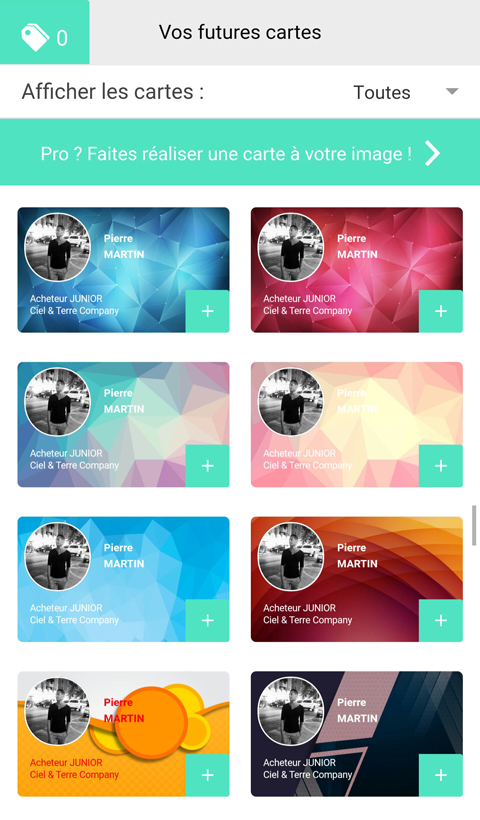 0
Vos futures cartes
Afficher les cartes :
Toutes
Pro ? Faites réaliser une carte à votre image !
Pierre
MARTIN
Acheteur JUNIOR
Ciel & Terre Company
+
Pierre
MARTIN
Acheteur JUNIOR
Ciel & Terre Company
+
Pierre
MARTIN
Acheteur JUNIOR
Ciel & Terre Company
+
Pierre
MARTIN
Acheteur JUNIOR
Ciel & Terre Company
+
Pierre
MARTIN
Acheteur JUNIOR
Ciel & Terre Company
+
Pierre
MARTIN
Acheteur JUNIOR
Ciel & Terre Company
+
Pierre
MARTIN
Acheteur JUNIOR
Ciel & Terre Company
+
Pierre
MARTIN
Acheteur JUNIOR
Ciel & Terre Company
+